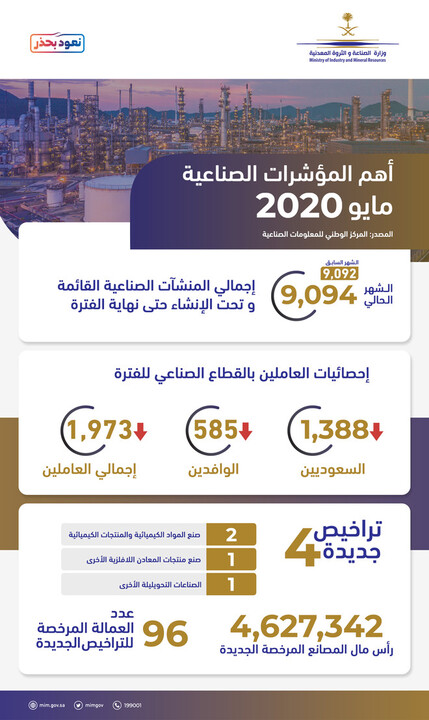 نعود بحذر
وزارة الصناعة و الثروة المعدنية
Ministry of Industry and Mineral Resources
أهم المؤشرات الصناعية
مايو 2020
المصدر: المركز الوطني للمعلومات الصناعية
إجمالي المنشآت الصناعية القائمة
و تحت الإنشاء حتى نهاية الفترة
الشهر السابق
9,092
الشهر الحالي
9,094
إحصائيات العاملين بالقطاع الصناعي للفترة
1,388
السعوديين
585
الوافدين
1,973
إجمالي العاملين
4 تراخيص جديدة
2 صنع المواد الكيميائية والمنتجات الكيميائية
1 صنع منتجات المعادن اللافلزية الأخرى
1 الصناعات التحويليلة الأخرى
4,627,342
رأس مال المصانع المرخصة الجديدة
96
عدد
العمالة المرخصة
للتراخيص الجديدة
mim.gov.sa
mimgov
199001